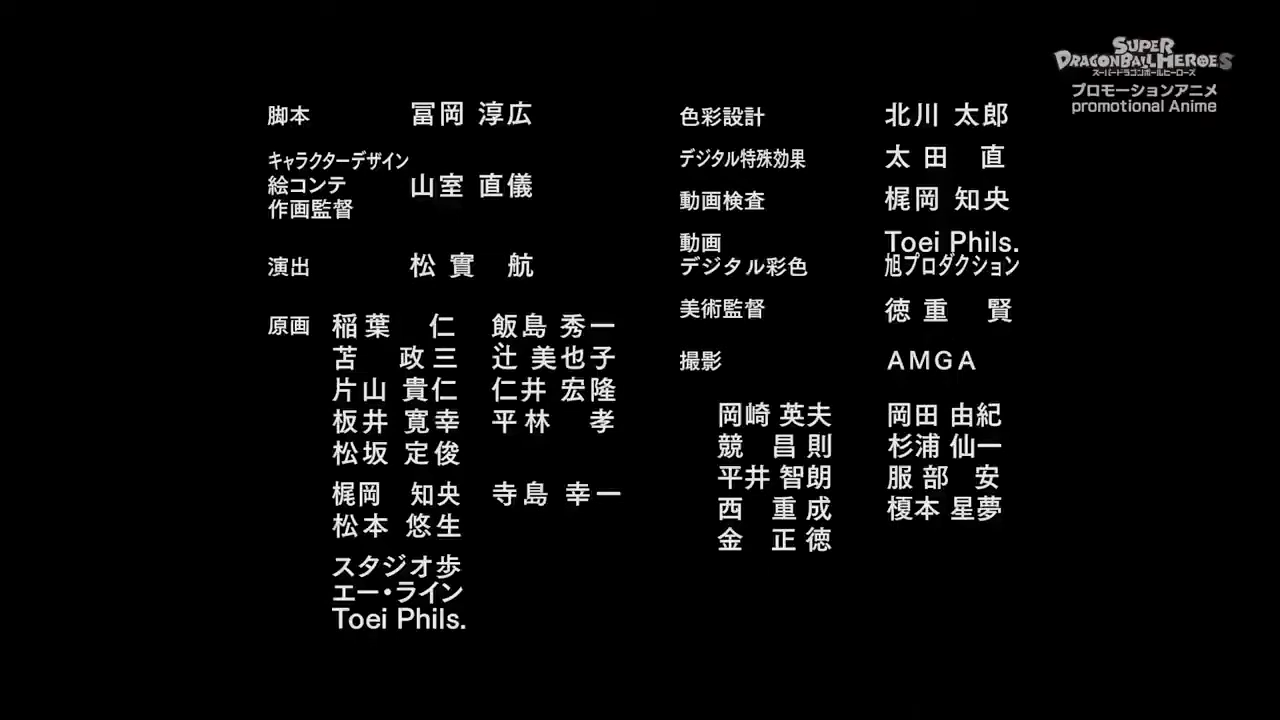 SUPER
DRAGONBALL HEROES
スーパードラゴンボールヒーローズ
プロモーションアニメ
promotional Anime
脚本 冨岡 淳広
キャラクターデザイン
絵コンテ 山室 直儀
作画監督
演出 松實 航
原画 稲葉 仁 飯島 秀一
苫 政三 辻 美也子
片山 貴仁 仁井 宏隆
板井 寛幸 平林 孝
松坂 定俊
梶岡 知央 寺島 幸一
松本 悠生
スタジオ歩
エー・ライン
Toei Phils.
色彩設計 北川 太郎
デジタル特殊効果 太田 直
動画検査 梶岡 知央
動画 Toei Phils.
デジタル彩色 旭プロダクション
美術監督 徳重 賢
撮影 AMGA
岡崎 英夫 岡田 由紀
競 昌則 杉浦 仙一
平井 智朗 服部 安
西 重成 榎本 星夢
金 正徳